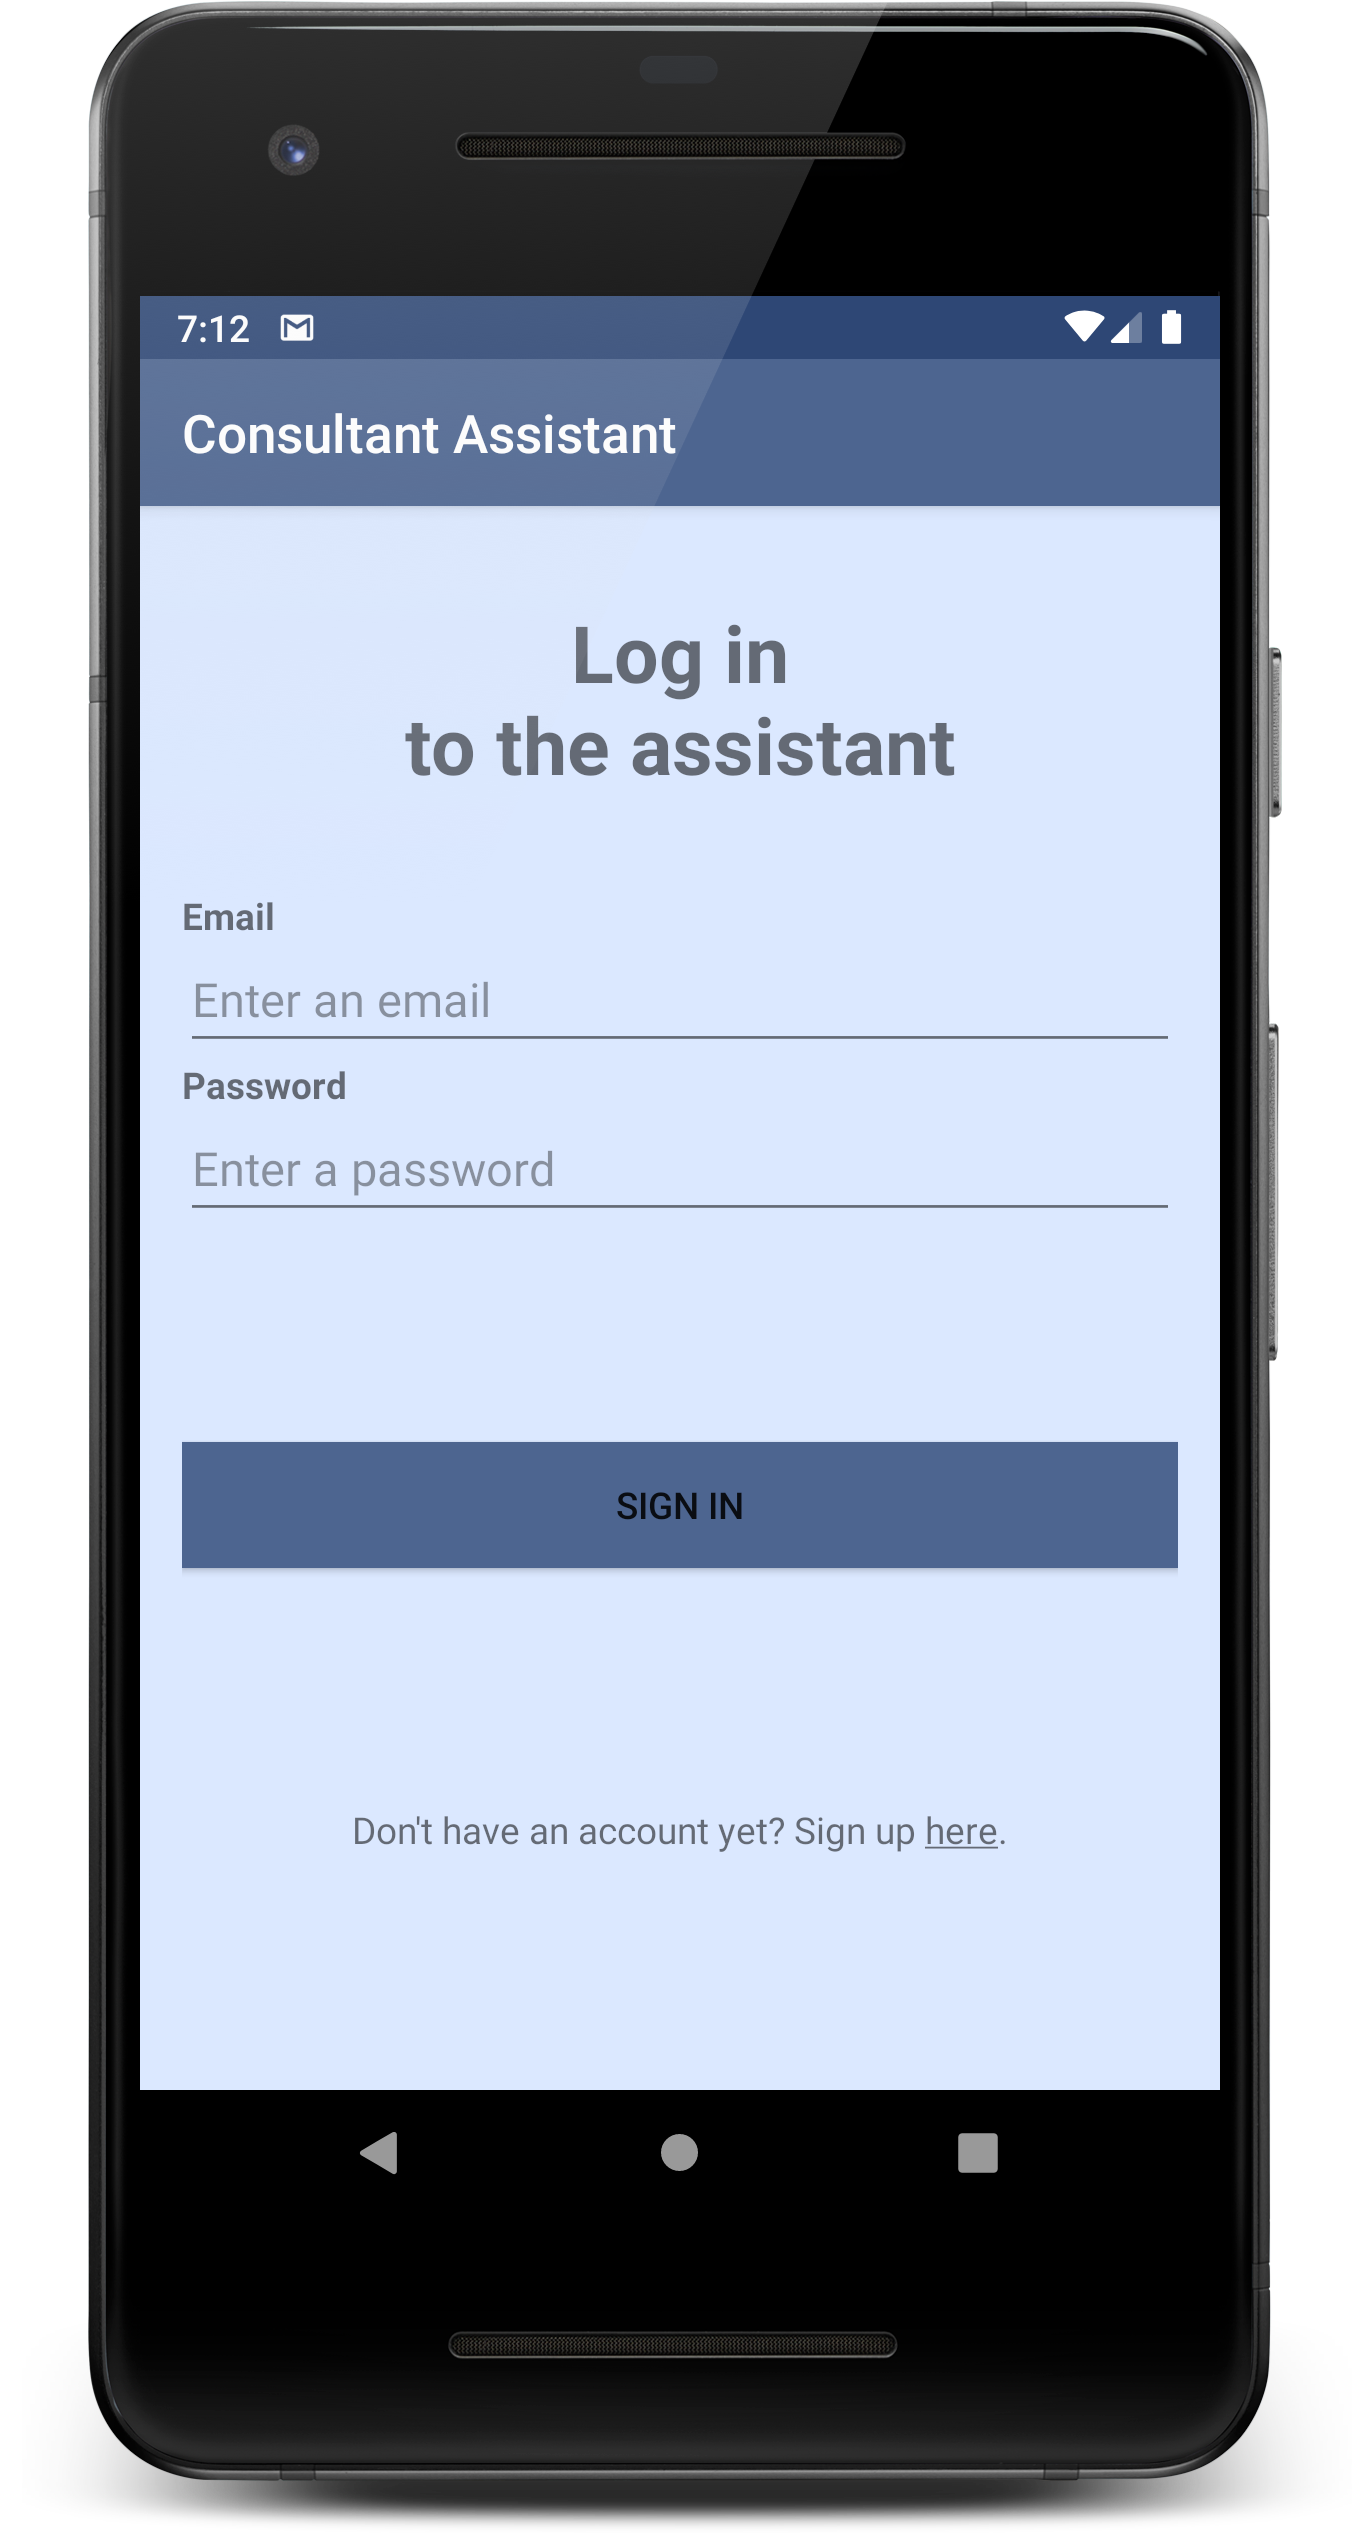 7:12
Consultant Assistant
Log in
to the assistant
Email
Enter an email
Password
Enter a password
SIGN IN
Don't have an account yet? Sign up here.